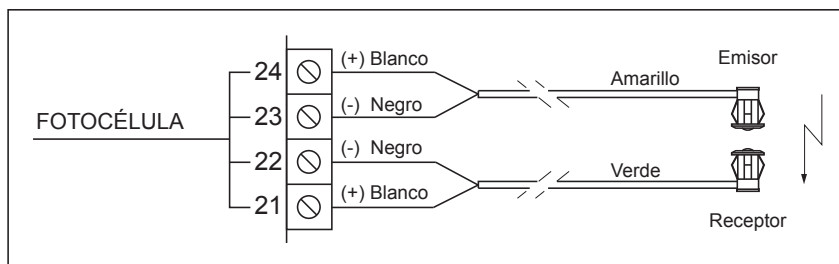 FOTOCÉLULA
24 (+) Blanco
23 (-) Negro
22 (-) Negro
21 (+) Blanco
Amarillo
Emisor
Verde
Receptor